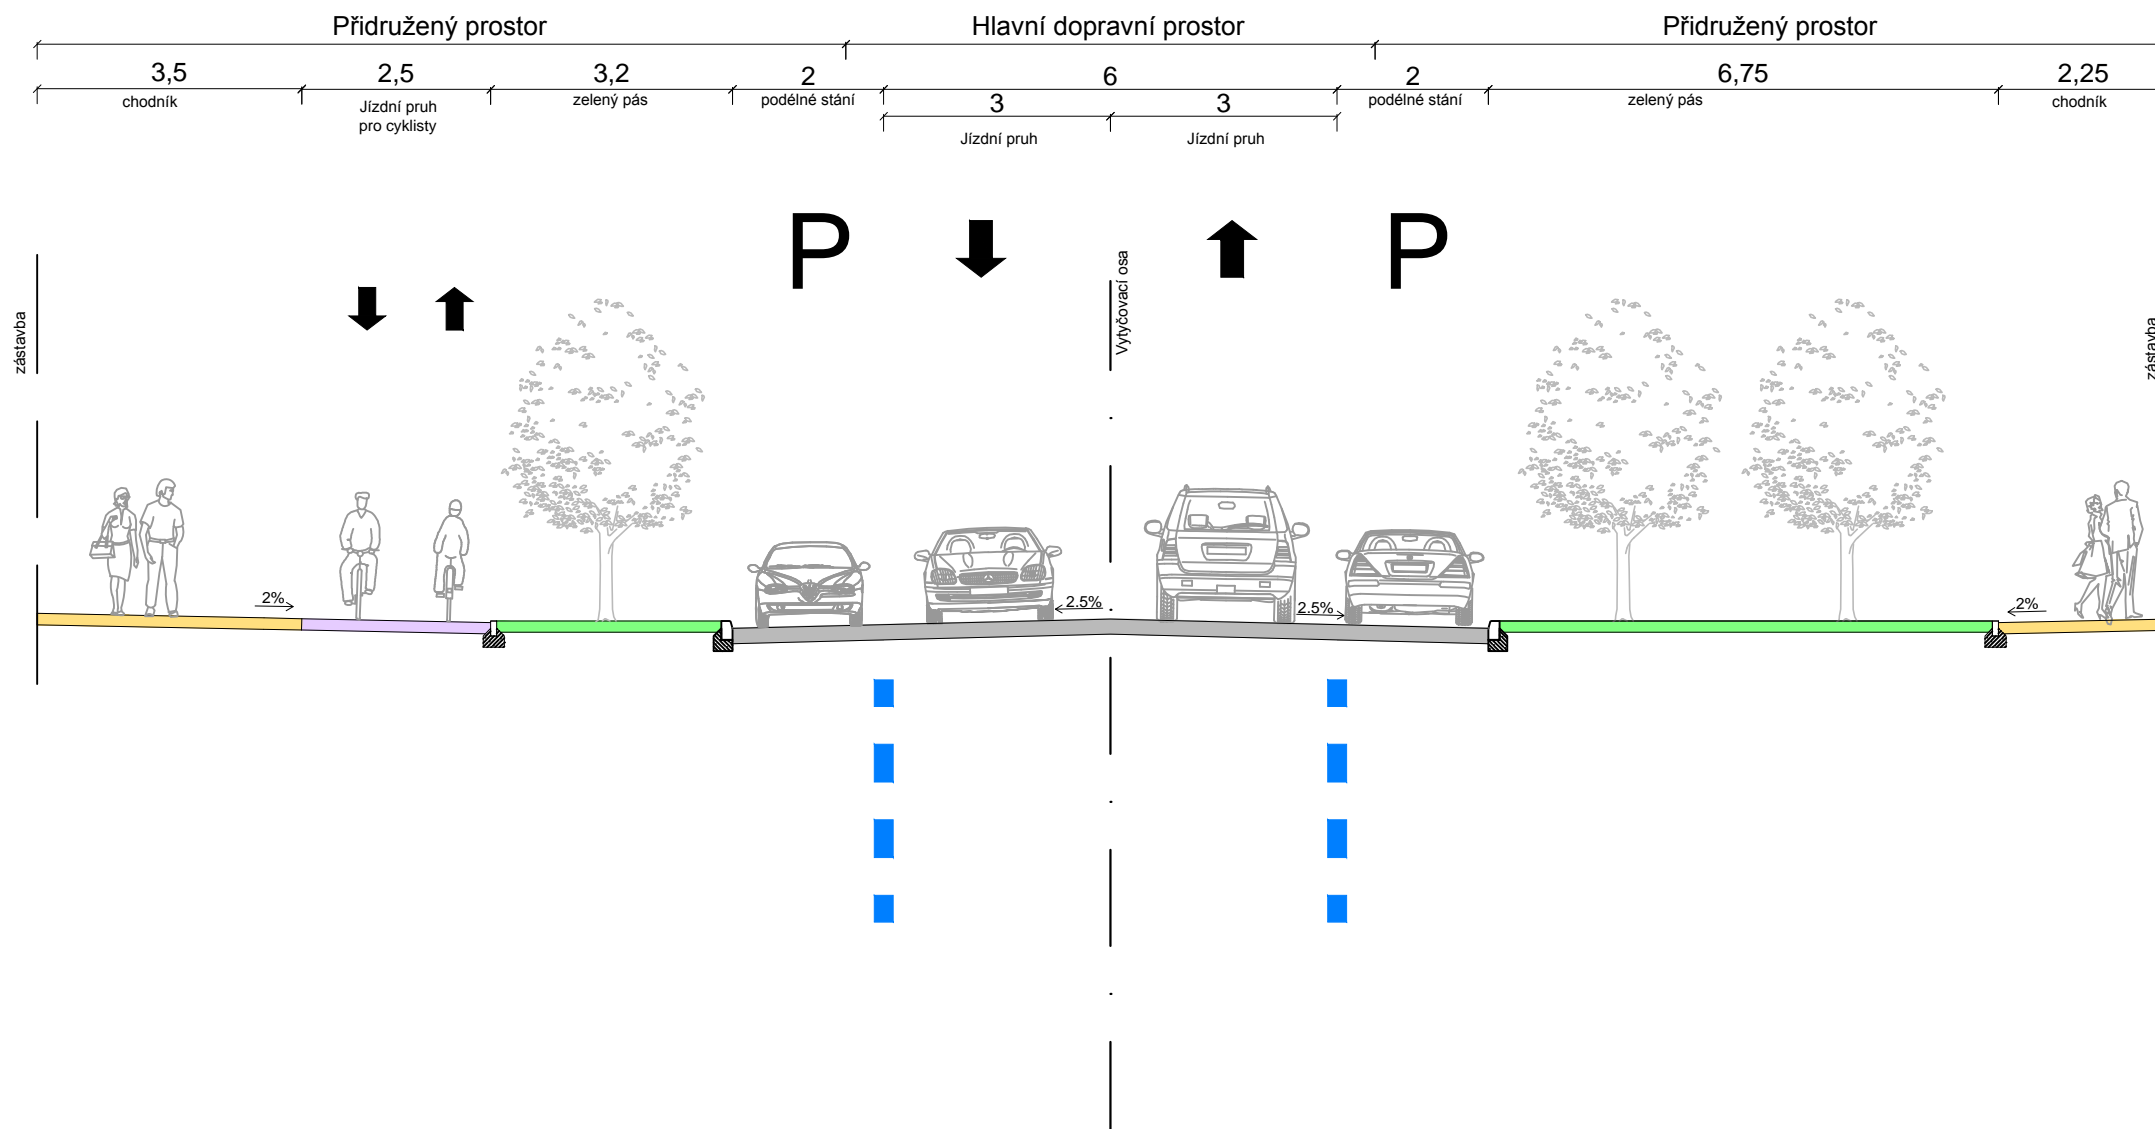 Přidružený prostor
Hlavní dopravní prostor
Přidružený prostor
3,5
2,5
3,2
2
6
2
6,75
2,25
chodník
Jízdní pruh
pro cyklisty
zelený pás
podélné stání
3
3
podélné stání
zelený pás
chodník
Jízdní pruh
Jízdní pruh
P
P
zástavba
Vytyčovací osa
zástavba
2%
2.5%
2.5%
2%